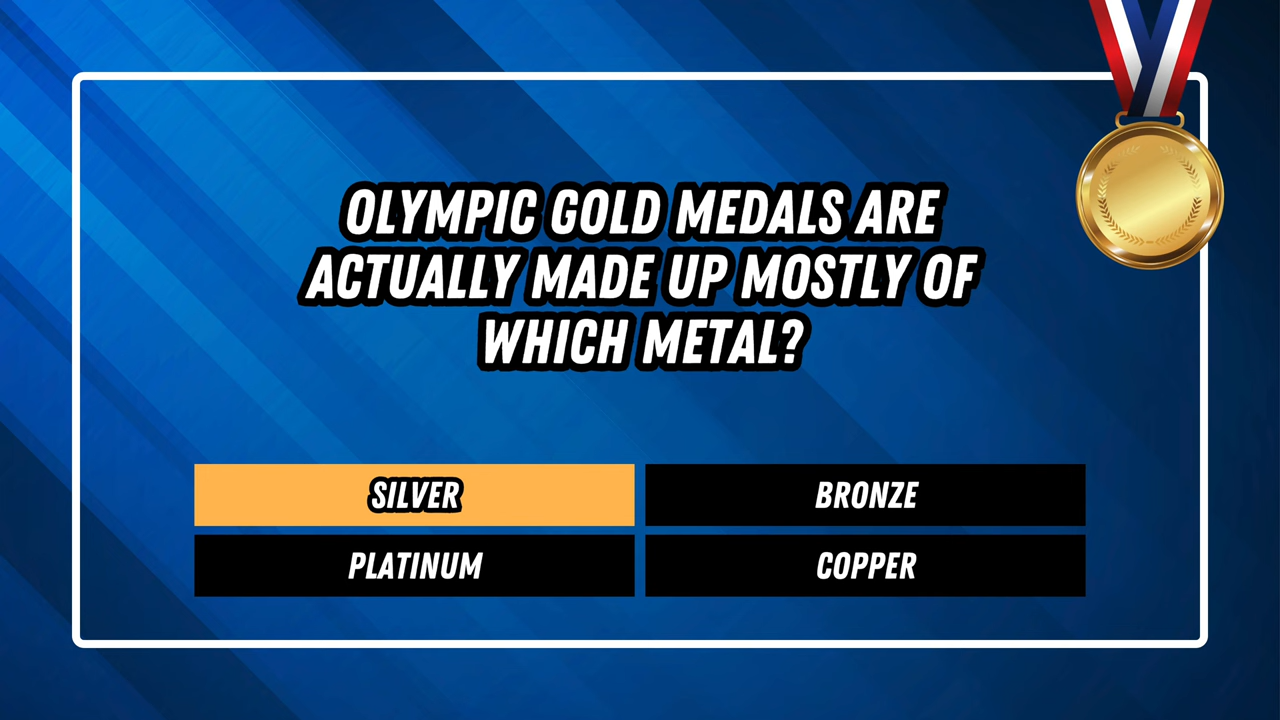 OLYMPIC GOLD MEDALS ARE
ACTUALLY MADE UP MOSTLY OF
WHICH METAL?
SILVER
BRONZE
PLATINUM
COPPER